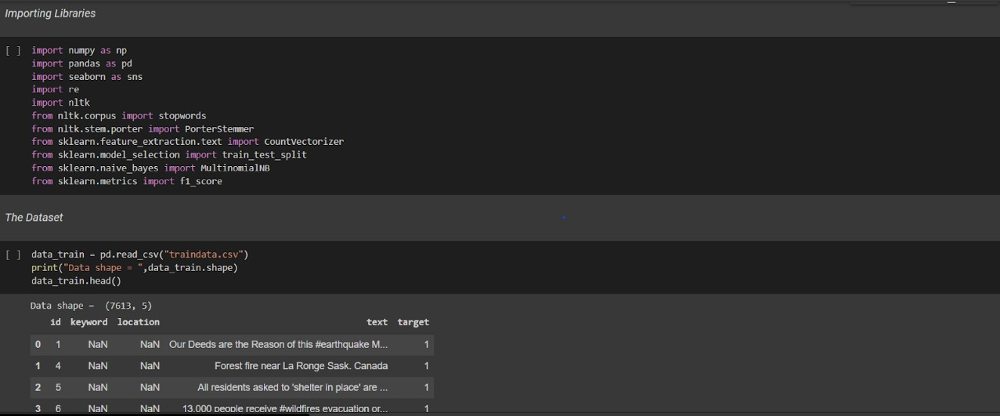 Importing Libraries
[ ] import numpy as np
import pandas as pd
import seaborn as sns
import re
import nltk
from nltk.corpus import stopwords
from nltk.stem.porter import PorterStemmer
from sklearn.feature_extraction.text import CountVectorizer
from sklearn.model_selection import train_test_split
from sklearn.naive_bayes import MultinomialNB
from sklearn.metrics import f1_score
The Dataset
[ ] data_train = pd.read_csv("traindata.csv")
print("Data shape = ",data_train.shape)
data_train.head()
Data shape =  (7613, 5)
id keyword location text target
0 1 NaN NaN Our Deeds are the Reason of this #earthquake M... 1
1 4 NaN NaN Forest fire near La Ronge Sask. Canada 1
2 5 NaN NaN All residents asked to 'shelter in place' are ... 1
3 6 NaN NaN 13,000 people receive #wildfires evacuation or... 1